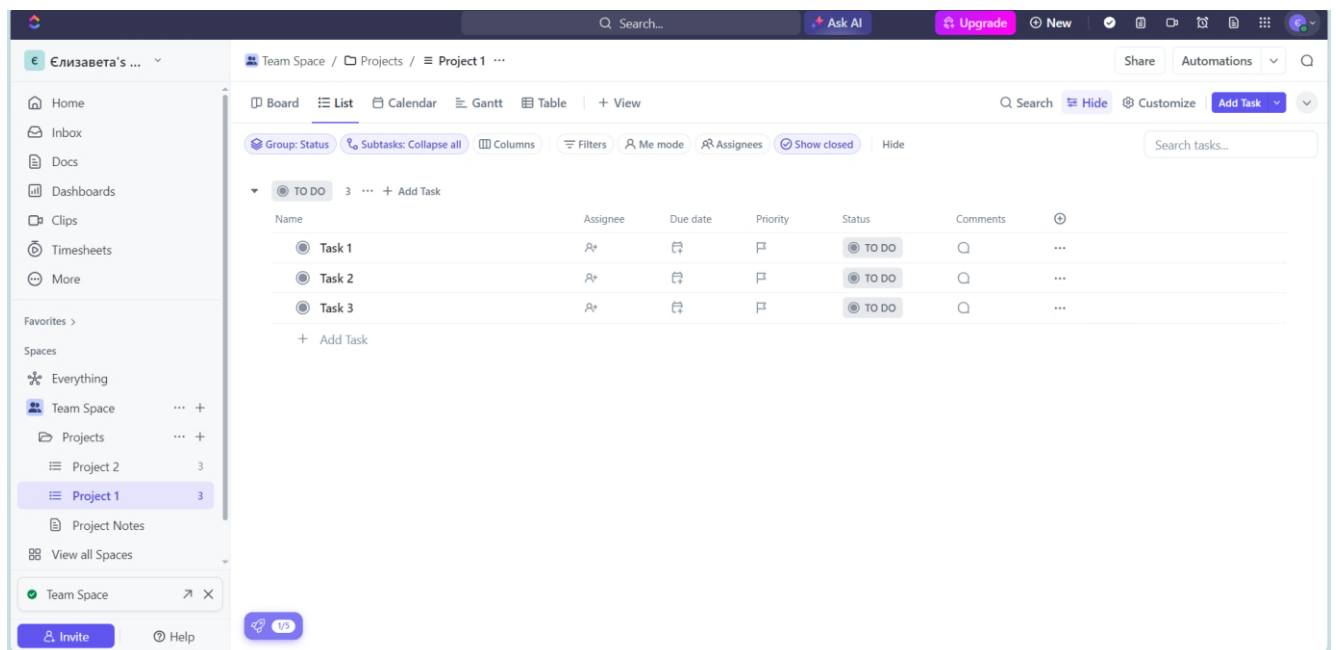 Search... Ask AI Upgrade New є
є Єлизавета's ... Team Space / Projects / Project 1 ··· Share Automations
Home Board List Calendar Gantt Table + View Search Hide Customize Add Task
Inbox
Group: Status Subtasks: Collapse all Columns Filters Me mode Assignees Show closed Hide Search tasks...
Docs
Dashboards TO DO 3 ··· + Add Task
Clips Name Assignee Due date Priority Status Comments
Timesheets Task 1 TO DO ···
More Task 2 TO DO ···
Task 3 TO DO ···
Favorites >
+ Add Task
Spaces
Everything
Team Space ··· +
Projects ··· +
Project 2 3
Project 1 3
Project Notes
View all Spaces
Team Space
1/5
Invite Help